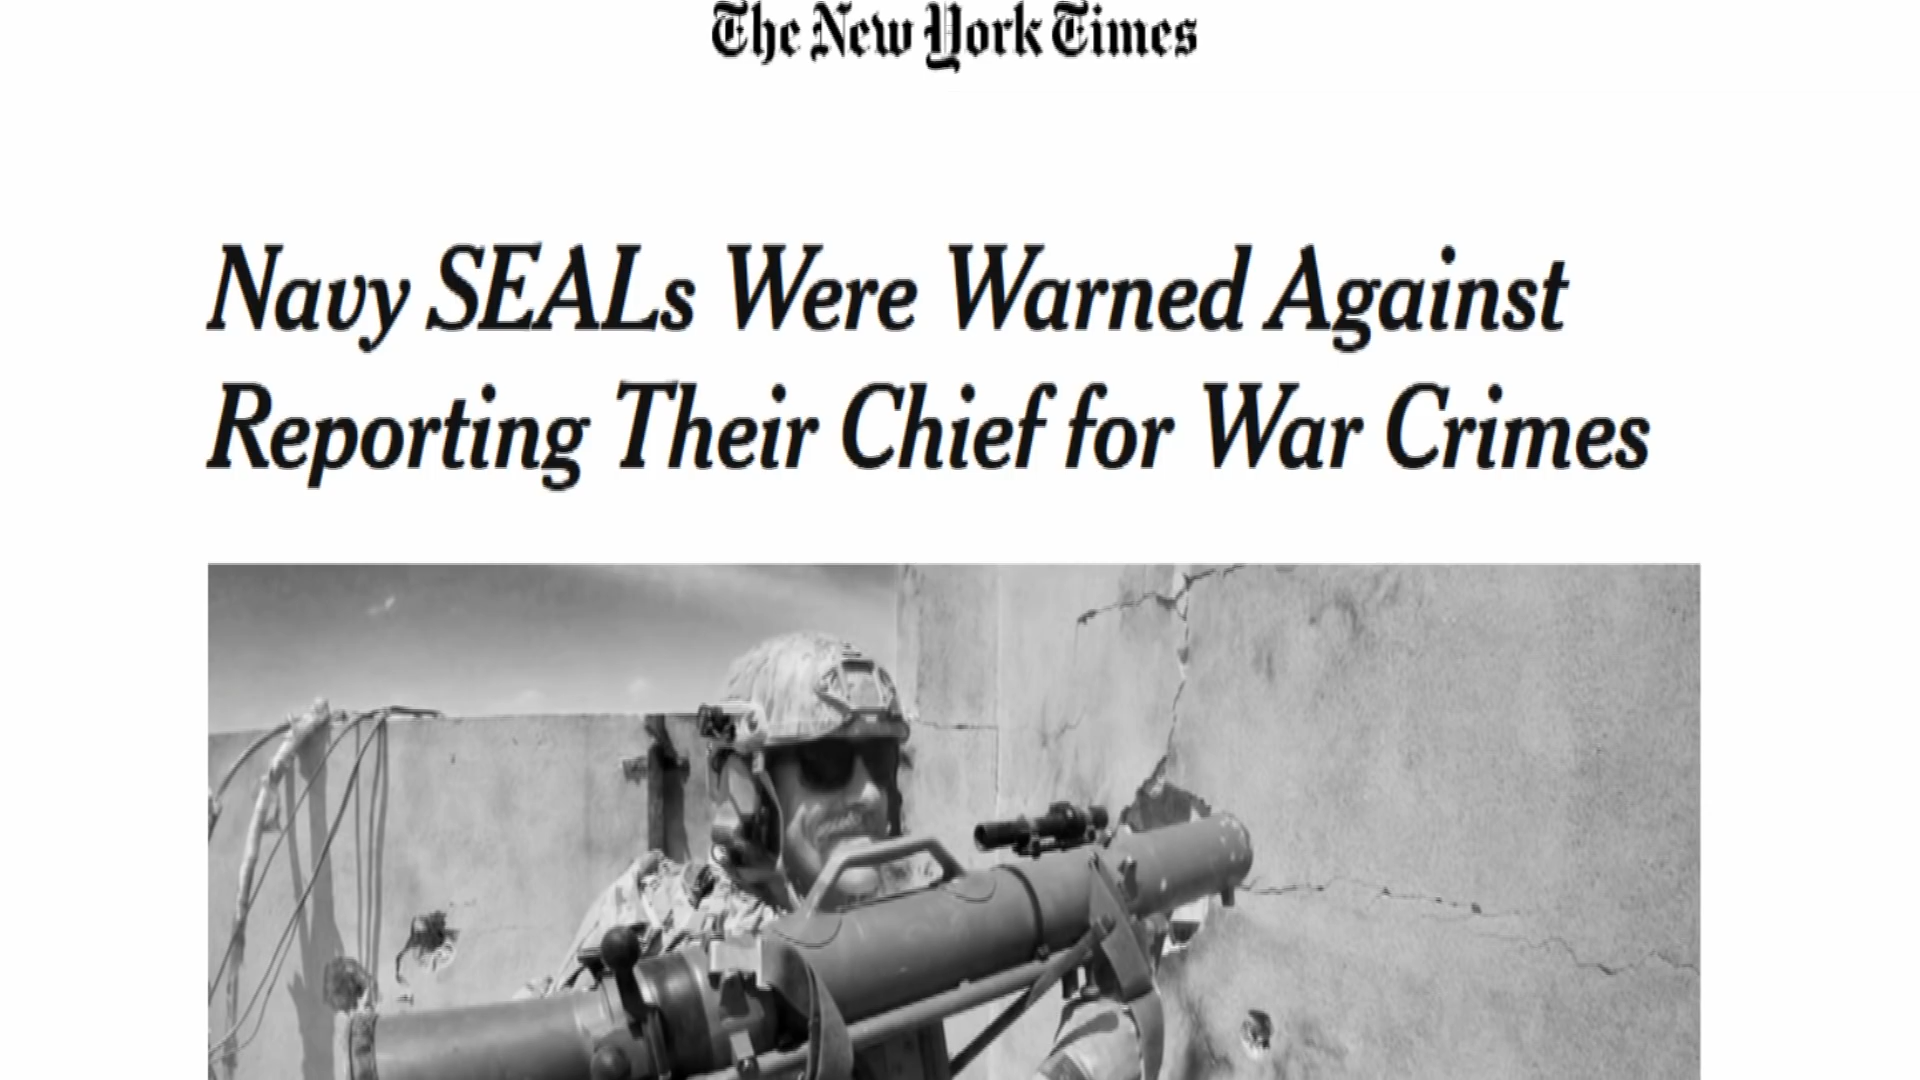 The New York Times
Navy SEALs Were Warned Against
Reporting Their Chief for War Crimes